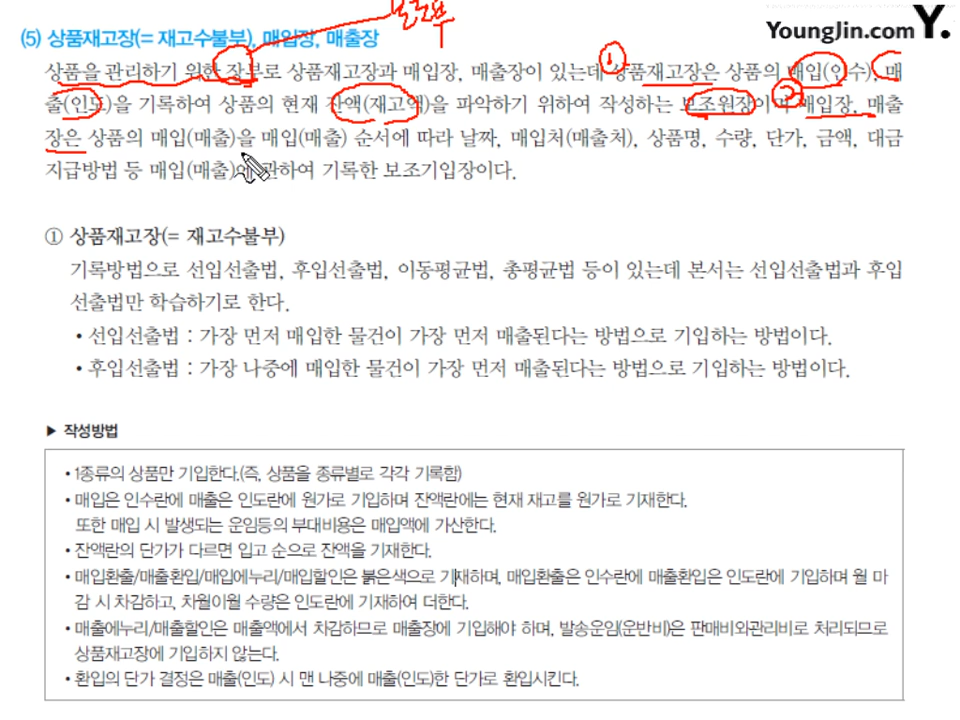 YoungJin.com Y.
(5) 상품재고장(= 재고수불부), 매입장, 매출장
상품을 관리하기 위한 장부로 상품재고장과 매입장, 매출장이 있는데 상품재고장은 상품의 매입(인수), 매
출(인도)을 기록하여 상품의 현재 잔액(재고액)을 파악하기 위하여 작성하는 보조원장이며 매입장, 매출
장은 상품의 매입(매출)을 매입(매출) 순서에 따라 날짜, 매입처(매출처), 상품명, 수량, 단가, 금액, 대금
지급방법 등 매입(매출)에 관하여 기록한 보조기입장이다.
① 상품재고장(= 재고수불부)
기록방법으로 선입선출법, 후입선출법, 이동평균법, 총평균법 등이 있는데 본서는 선입선출법과 후입
선출법만 학습하기로 한다.
• 선입선출법 : 가장 먼저 매입한 물건이 가장 먼저 매출된다는 방법으로 기입하는 방법이다.
• 후입선출법 : 가장 나중에 매입한 물건이 가장 먼저 매출된다는 방법으로 기입하는 방법이다.
▶ 작성방법
• 1종류의 상품만 기입한다.(즉, 상품을 종류별로 각각 기록함)
• 매입은 인수란에 매출은 인도란에 원가로 기입하며 잔액란에는 현재 재고를 원가로 기재한다.
또한 매입 시 발생되는 운임등의 부대비용은 매입액에 가산한다.
• 잔액란의 단가가 다르면 입고 순으로 잔액을 기재한다.
• 매입환출/매출환입/매입에누리/매입할인은 붉은색으로 기재하며, 매입환출은 인수란에 매출환입은 인도란에 기입하며 월 마
감 시 차감하고, 차월이월 수량은 인도란에 기재하여 더한다.
• 매출에누리/매출할인은 매출액에서 차감하므로 매출장에 기입해야 하며, 발송운임(운반비)은 판매비와관리비로 처리되므로
상품재고장에 기입하지 않는다.
• 환입의 단가 결정은 매출(인도) 시 맨 나중에 매출(인도)한 단가로 환입시킨다.
① ②